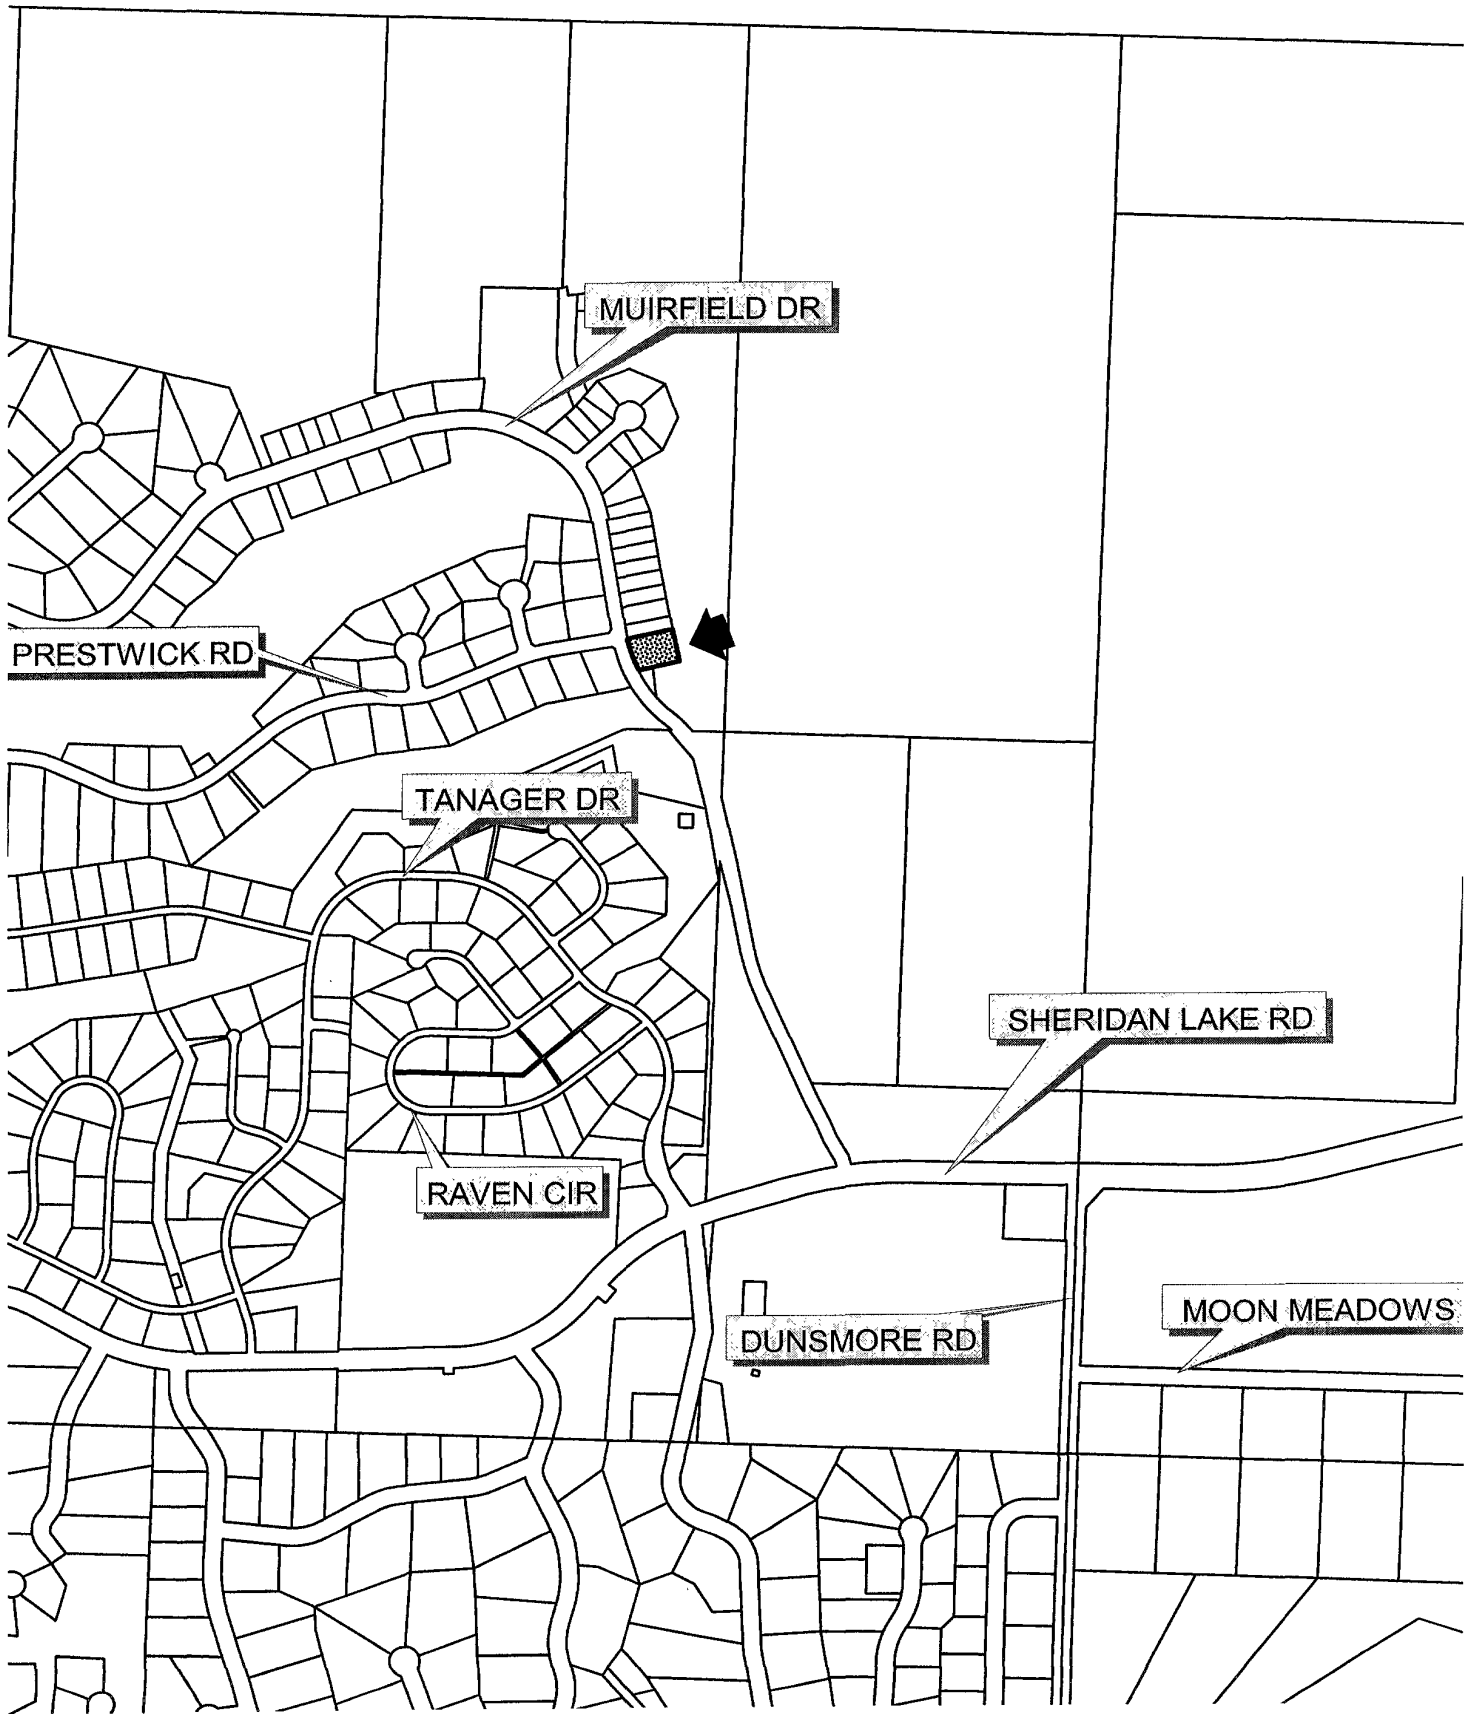 MUIRFIELD DR
PRESTWICK RD
TANAGER DR
SHERIDAN LAKE RD
RAVEN CIR
MOON MEADOWS
DUNSMORE RD